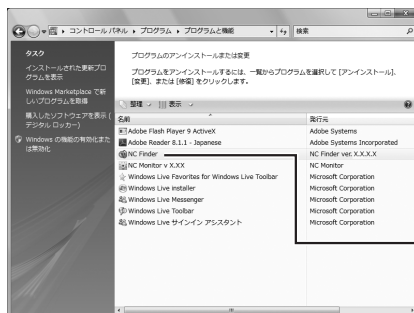 コントロール パネル ▸ プログラム ▸ プログラムと機能
検索
タスク
インストールされた更新プログラムを表示
Windows Marketplace で新しいプログラムを取得
購入したソフトウェアを表示 (デジタル ロッカー)
Windows の機能の有効化または無効化
プログラムのアンインストールまたは変更
プログラムをアンインストールするには、一覧からプログラムを選択して [アンインストール]、
[変更]、または [修復] をクリックします。
整理 表示
名前 発行元
Adobe Flash Player 9 ActiveX Adobe Systems
Adobe Reader 8.1.1 - Japanese Adobe Systems Incorporated
NC Finder NC Finder ver. X.X.X.X
NC Monitor v X.XX NC Monitor
Windows Live Favorites for Windows Live Toolbar Microsoft Corporation
Windows Live installer Microsoft Corporation
Windows Live Messenger Microsoft Corporation
Windows Live Toolbar Microsoft Corporation
Windows Live サインイン アシスタント Microsoft Corporation